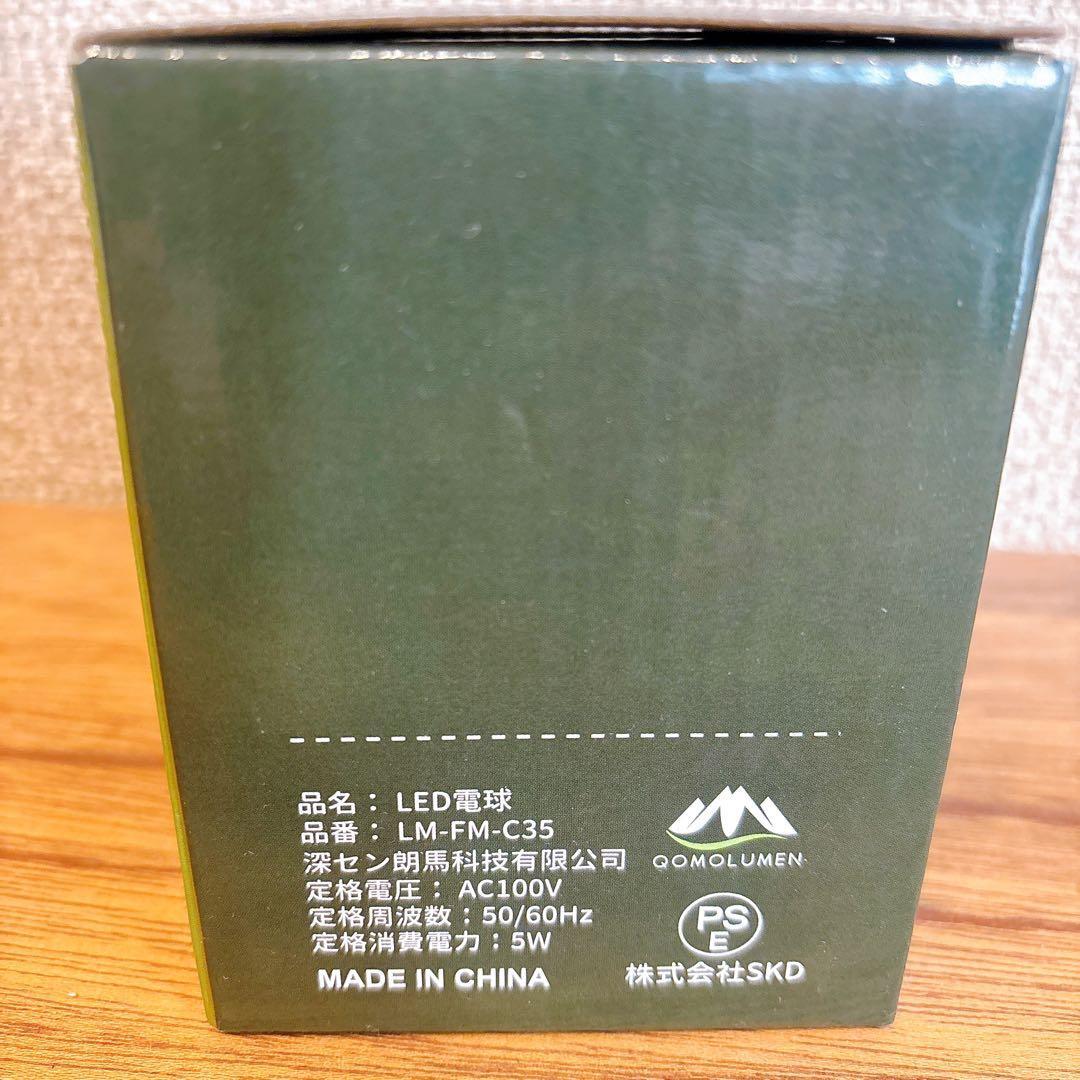 品名： LED電球
品番： LM-FM-C35
深セン朗馬科技有限公司
定格電圧： AC100V
定格周波数：50/60Hz
定格消費電力：5W
MADE IN CHINA
QOMOLUMEN
PSE
株式会社SKD